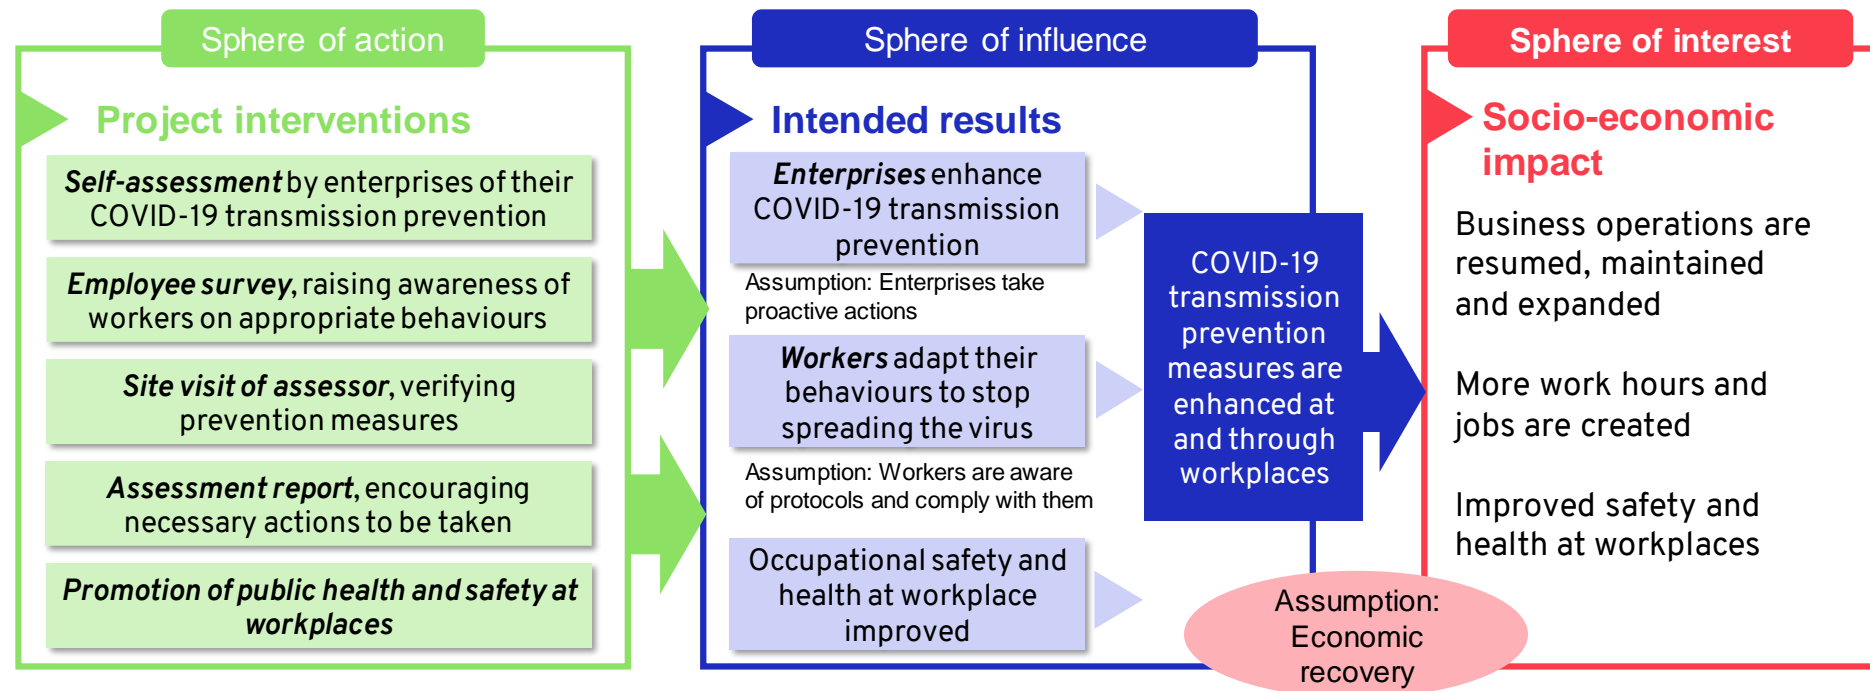 Sphere of action
Project interventions
Self-assessment by enterprises of their
COVID-19 transmission prevention
Employee survey, raising awareness of
workers on appropriate behaviours
Site visit of assessor, verifying
prevention measures
Assessment report, encouraging
necessary actions to be taken
Promotion of public health and safety at
workplaces
Sphere of influence
Intended results
Enterprises enhance
COVID-19 transmission
prevention
Assumption: Enterprises take
proactive actions
Workers adapt their
behaviours to stop
spreading the virus
Assumption: Workers are aware
of protocols and comply with them
Occupational safety and
health at workplace
improved
COVID-19
transmission
prevention
measures are
enhanced at
and through
workplaces
Assumption:
Economic
recovery
Sphere of interest
Socio-economic
impact
Business operations are
resumed, maintained
and expanded
More work hours and
jobs are created
Improved safety and
health at workplaces